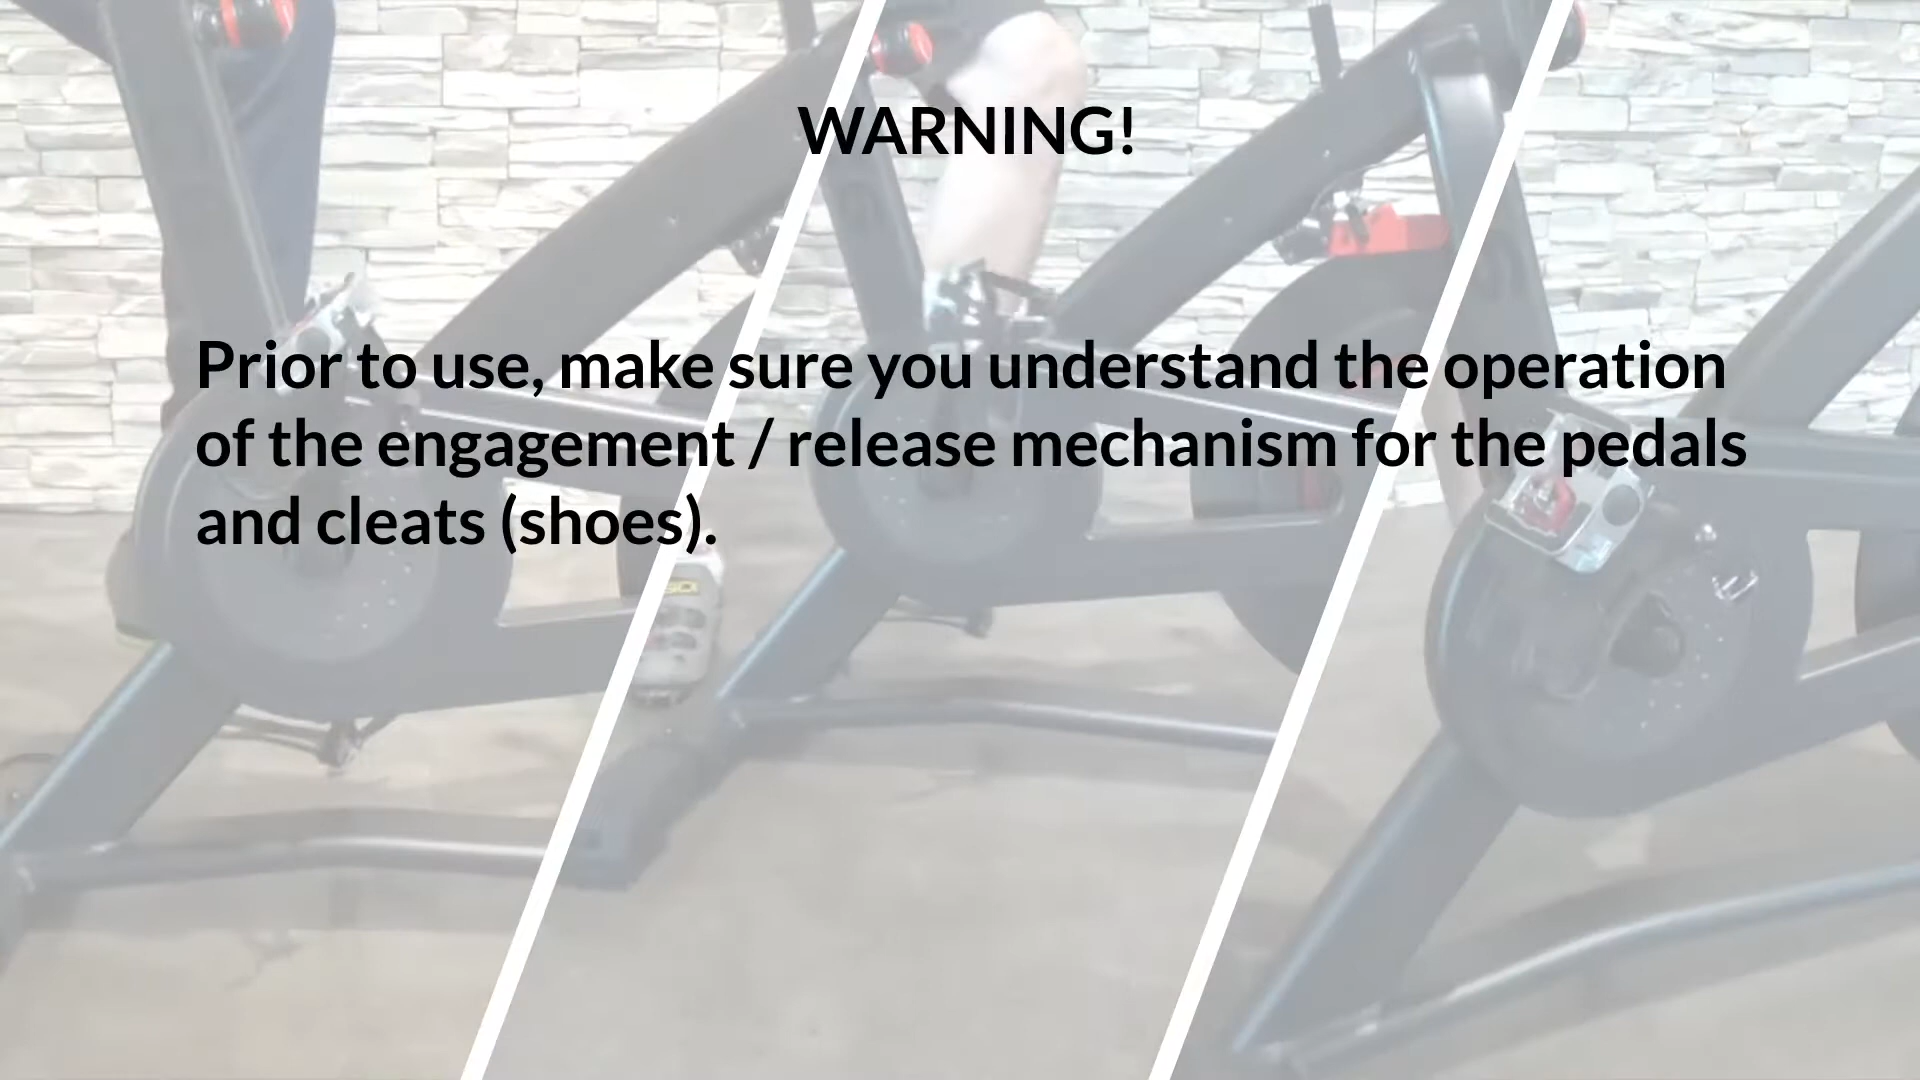 WARNING!
Prior to use, make sure you understand the operation
of the engagement / release mechanism for the pedals
and cleats (shoes).